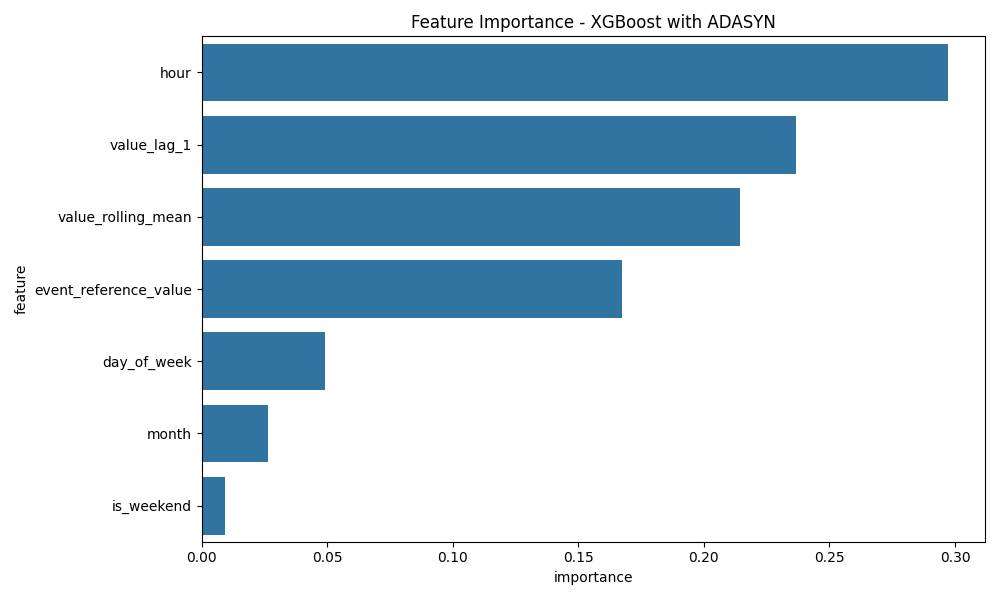 Feature Importance - XGBoost with ADASYN
feature
hour
value_lag_1
value_rolling_mean
event_reference_value
day_of_week
month
is_weekend
0.00 0.05 0.10 0.15 0.20 0.25 0.30
importance